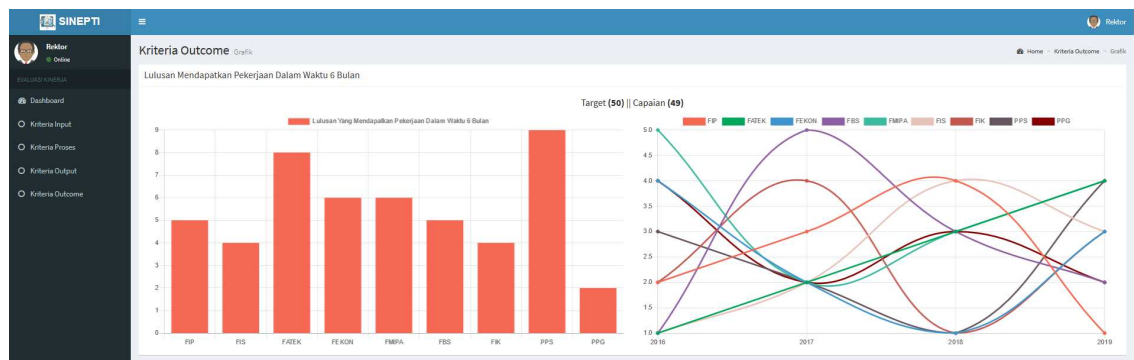 SINEPTI
Rektor
Rektor
Online
EVALUASI KINERJA
Dashboard
Kriteria Input
Kriteria Proses
Kriteria Output
Kriteria Outcome
Kriteria Outcome Grafik
Home > Kriteria Outcome > Grafik
Lulusan Mendapatkan Pekerjaan Dalam Waktu 6 Bulan
Target (50) || Capaian (49)
Lulusan Yang Mendapatkan Pekerjaan Dalam Waktu 6 Bulan
9
8
7
6
5
4
3
2
1
0
FIP FIS FATEK FEKON FMIPA FBS FIK PPS PPG
FIP FATEK FEKON FBS FMIPA FIS FIK PPS PPG
5.0
4.5
4.0
3.5
3.0
2.5
2.0
1.5
1.0
2016 2017 2018 2019